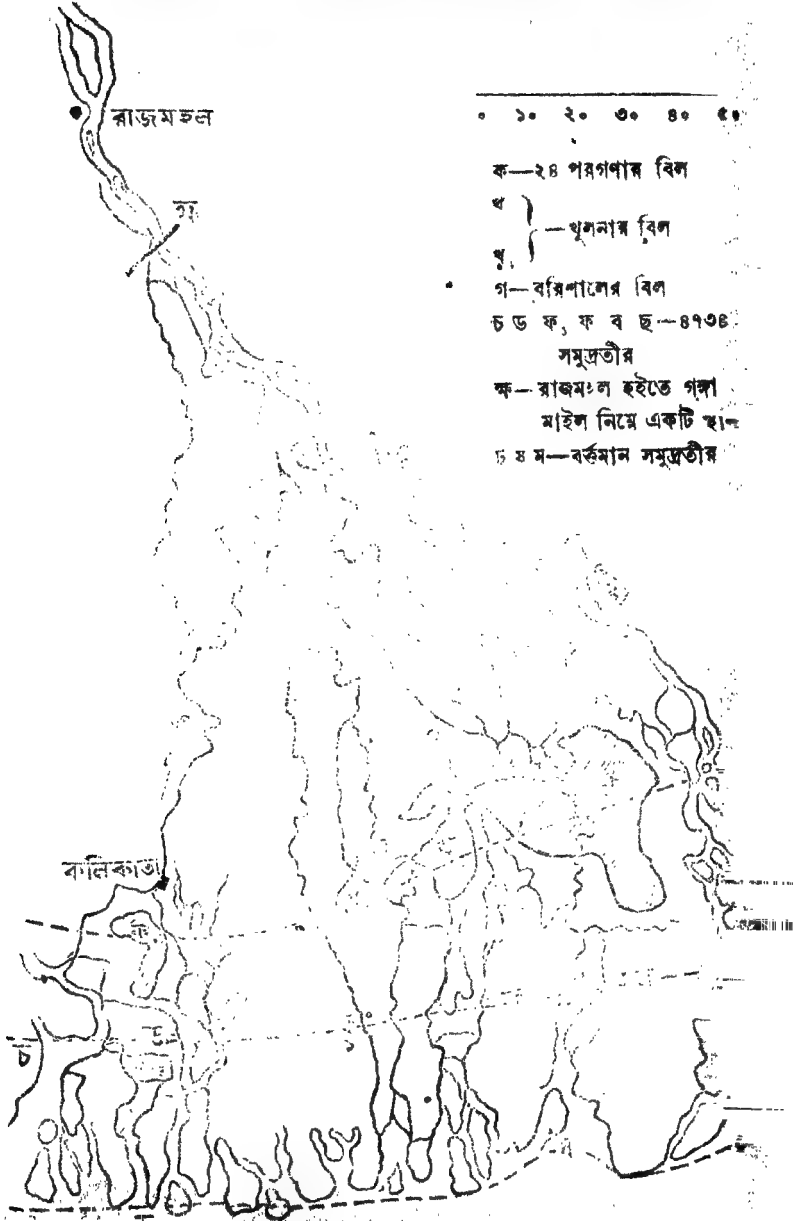 রাজমহল
০ ১০ ২০ ৩০ ৪০ ৫০
ক—২৪ পরগণার বিল
খ
—খুলনার বিল
খ,
গ—বরিশালের বিল
চ ড ফ, ফ ব ছ—৪৭৩৪
সমুদ্রতীর
ক্ষ—রাজমহল হইতে গঙ্গা
মাইল নিম্নে একটি স্থান
চ ষ ম—বর্ত্তমান সমুদ্রতীর
কলিকাতা
ক
চ